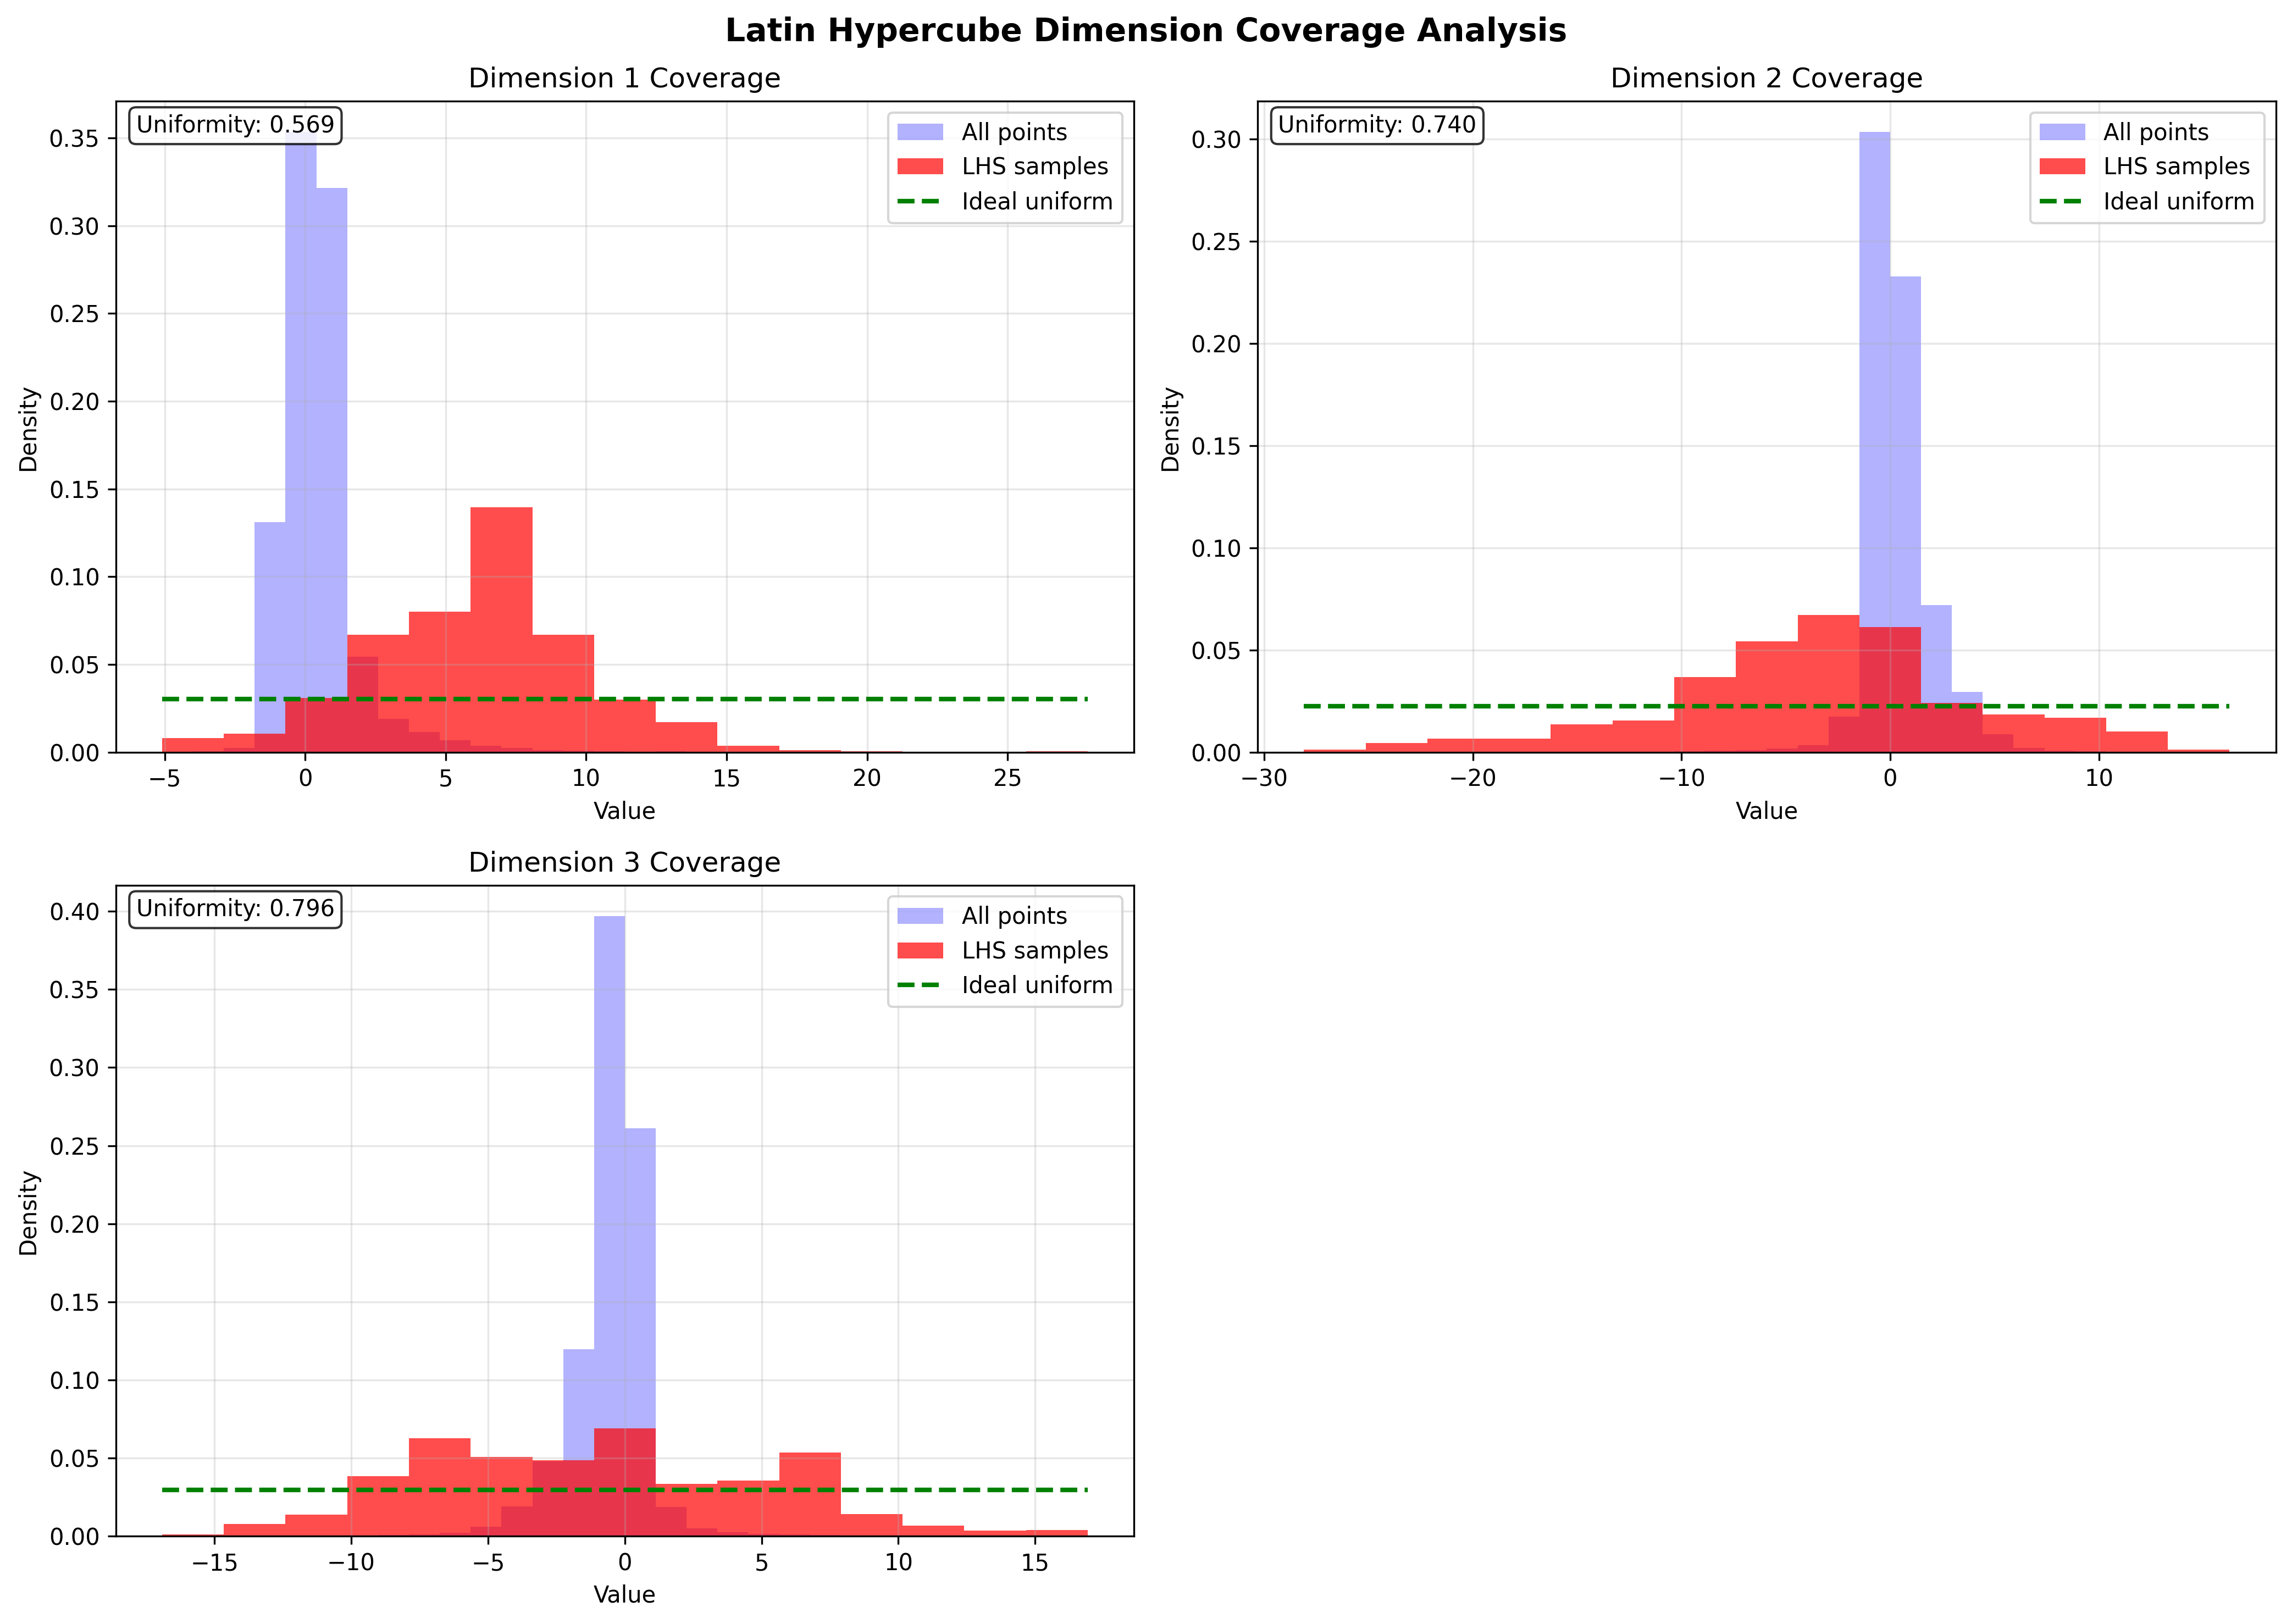 Latin Hypercube Dimension Coverage Analysis
Dimension 1 Coverage
Uniformity: 0.569
All points
LHS samples
Ideal uniform
Density
0.35
0.30
0.25
0.20
0.15
0.10
0.05
0.00
−5 0 5 10 15 20 25
Value
Dimension 2 Coverage
Uniformity: 0.740
All points
LHS samples
Ideal uniform
Density
0.30
0.25
0.20
0.15
0.10
0.05
0.00
−30 −20 −10 0 10
Value
Dimension 3 Coverage
Uniformity: 0.796
All points
LHS samples
Ideal uniform
Density
0.40
0.35
0.30
0.25
0.20
0.15
0.10
0.05
0.00
−15 −10 −5 0 5 10 15
Value